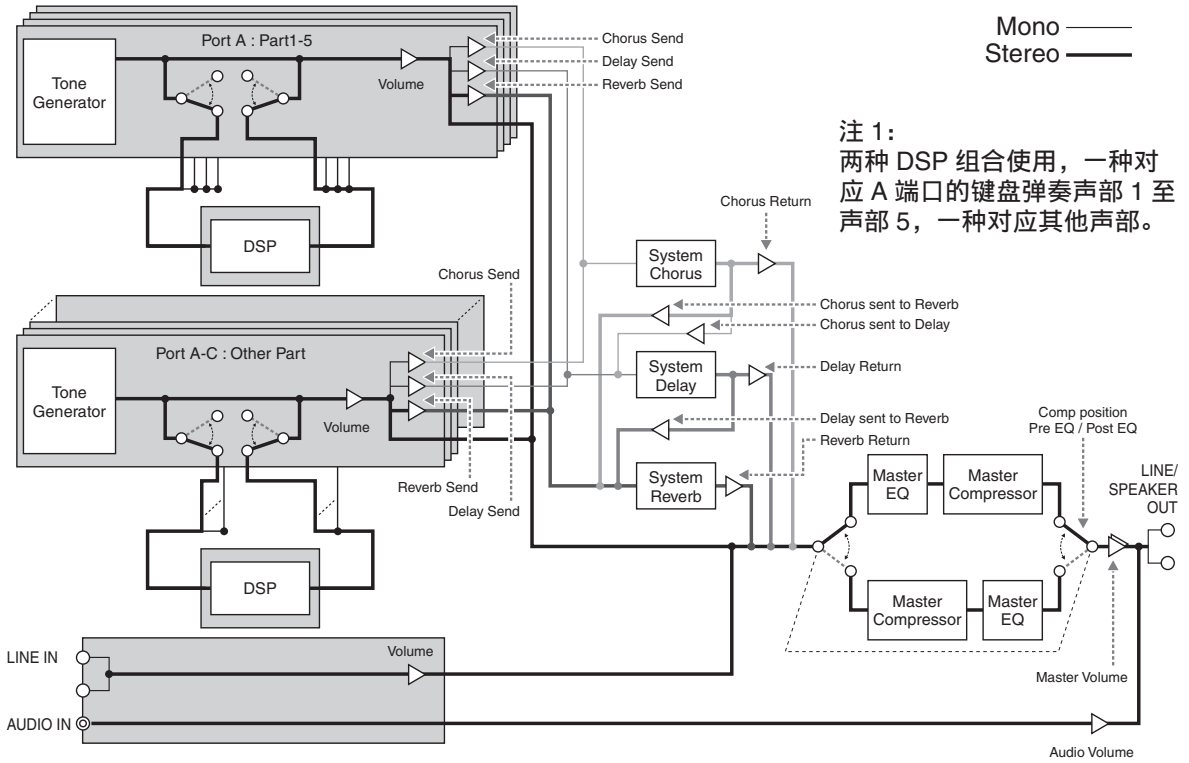 Mono
Stereo
Port A : Part1-5
Tone
Generator
Volume
Chorus Send
Delay Send
Reverb Send
DSP
注 1:
两种 DSP 组合使用，一种对
应 A 端口的键盘弹奏声部 1 至
声部 5，一种对应其他声部。
Chorus Return
System
Chorus
Chorus Send
Chorus sent to Reverb
Chorus sent to Delay
Port A-C : Other Part
Tone
Generator
Volume
System
Delay
Delay Return
Delay sent to Reverb
Reverb Return
Reverb Send
Delay Send
System
Reverb
Comp position
Pre EQ / Post EQ
Master
EQ
Master
Compressor
LINE/
SPEAKER
OUT
DSP
Master
Compressor
Master
EQ
Master Volume
LINE IN
Volume
AUDIO IN
Audio Volume